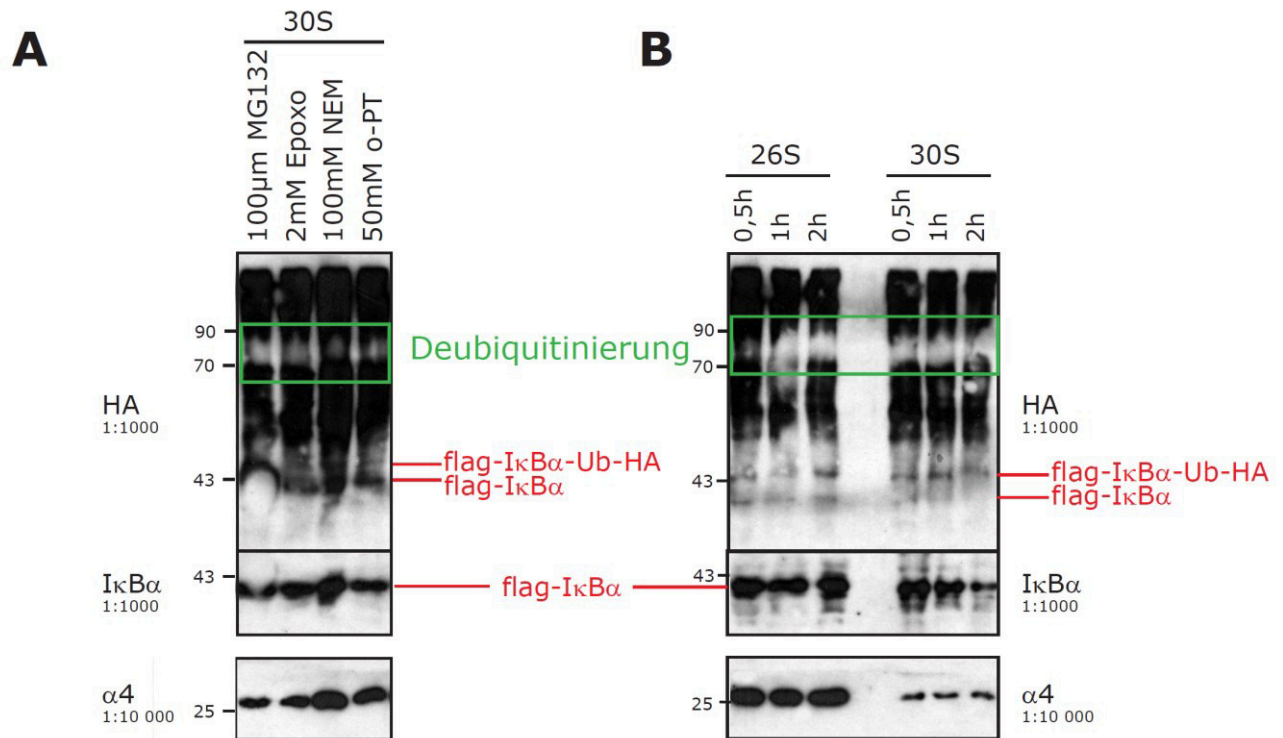 A
30S
100µm MG132
2mM Epoxo
100mM NEM
50mM o-PT
90
70
43
HA
1:1000
43
IκBα
1:1000
25
α4
1:10 000
Deubiquitinierung
flag-IκBα-Ub-HA
flag-IκBα
flag-IκBα
B
26S
30S
0,5h
1h
2h
0,5h
1h
2h
90
70
43
43
25
HA
1:1000
flag-IκBα-Ub-HA
flag-IκBα
IκBα
1:1000
α4
1:10 000